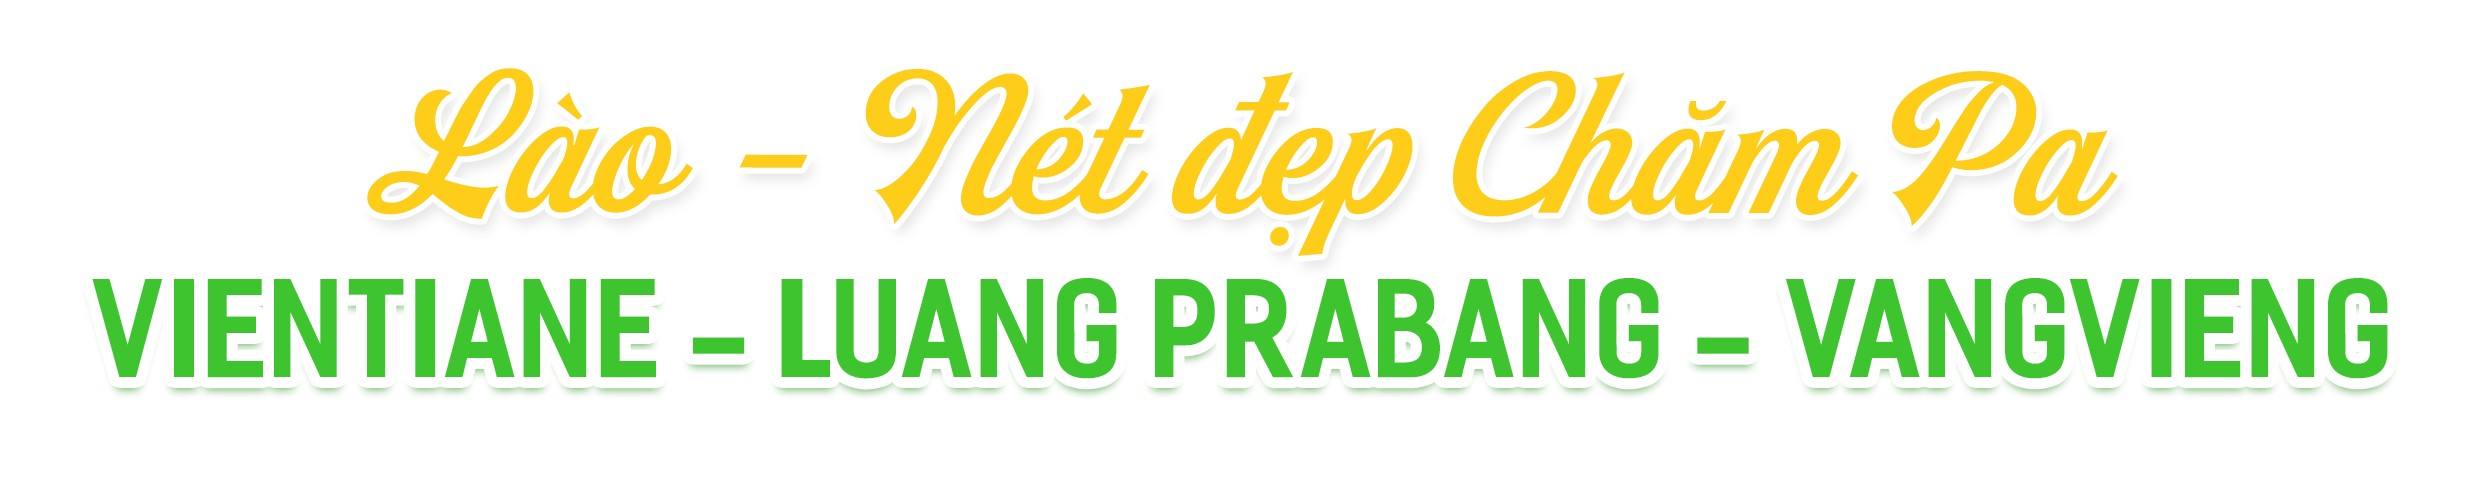 Lào – Nét đẹp Chăm Pa
VIENTIANE – LUANG PRABANG – VANGVIENG